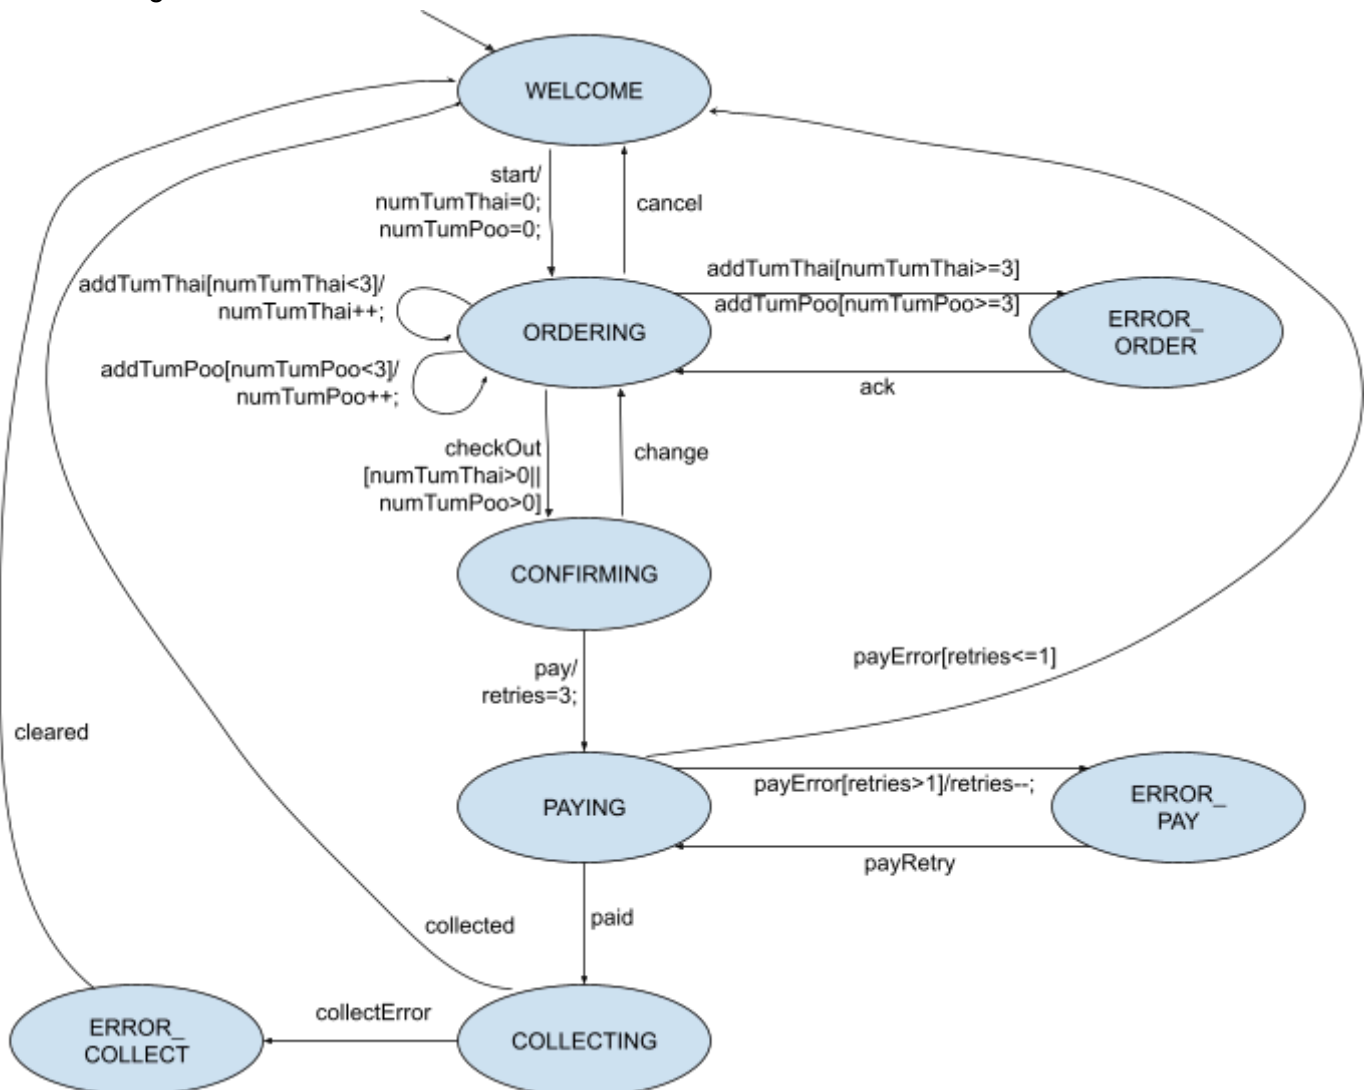 WELCOME
start/
numTumThai=0;
numTumPoo=0;
cancel
addTumThai[numTumThai<3]/
numTumThai++;
addTumThai[numTumThai>=3]
addTumPoo[numTumPoo>=3]
ORDERING
ERROR_
ORDER
addTumPoo[numTumPoo<3]/
numTumPoo++;
ack
checkOut
[numTumThai>0||
numTumPoo>0]
change
CONFIRMING
pay/
retries=3;
payError[retries<=1]
cleared
PAYING
payError[retries>1]/retries--;
ERROR_
PAY
payRetry
collected
paid
collectError
ERROR_
COLLECT
COLLECTING